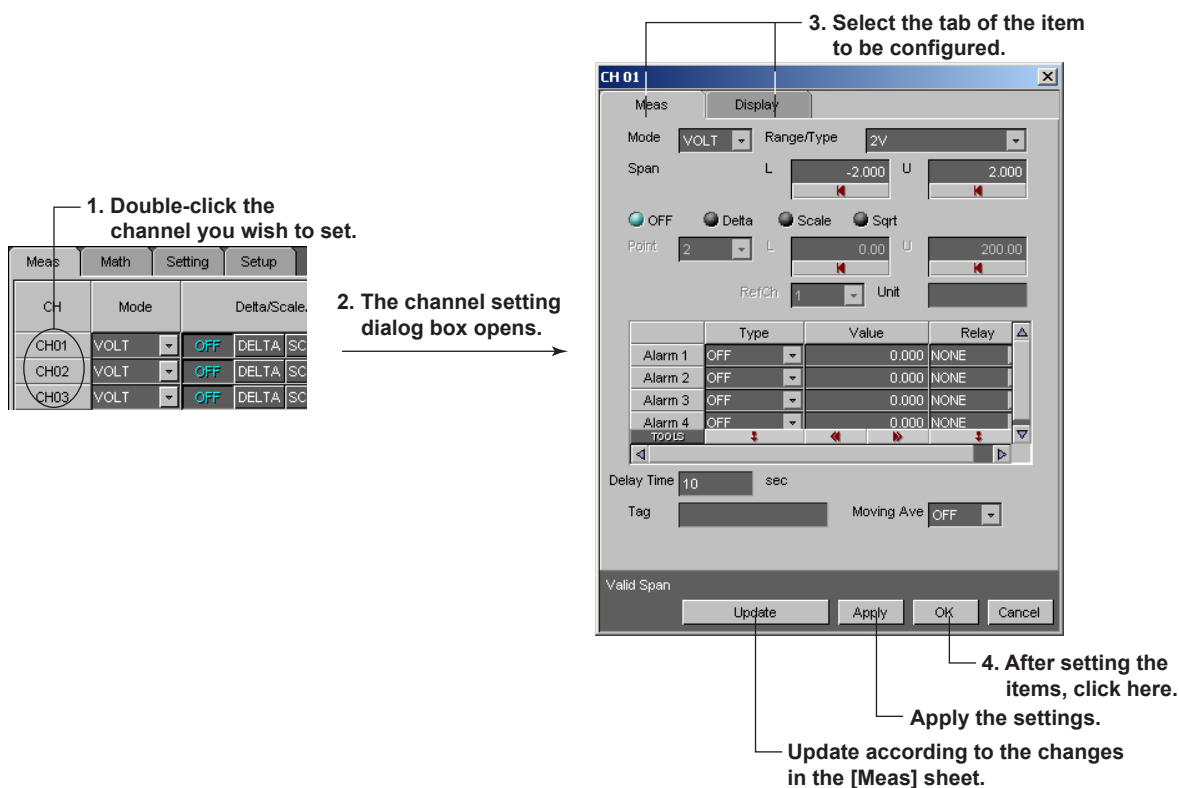 3. Select the tab of the item
to be configured.
CH 01
Meas Display
Mode VOLT Range/Type 2V
Span L -2.000 U 2.000
OFF Delta Scale Sqrt
Point 2 L 0.00 U 200.00
RefCh 1 Unit
Type Value Relay
Alarm 1 OFF 0.000 NONE
Alarm 2 OFF 0.000 NONE
Alarm 3 OFF 0.000 NONE
Alarm 4 OFF 0.000 NONE
TOOLS
Delay Time 10 sec
Tag Moving Ave OFF
Valid Span
Update Apply OK Cancel
1. Double-click the
channel you wish to set.
Meas Math Setting Setup
CH Mode Delta/Scale
CH01 VOLT OFF DELTA SC
CH02 VOLT OFF DELTA SC
CH03 VOLT OFF DELTA SC
2. The channel setting
dialog box opens.
4. After setting the
items, click here.
Apply the settings.
Update according to the changes
in the [Meas] sheet.